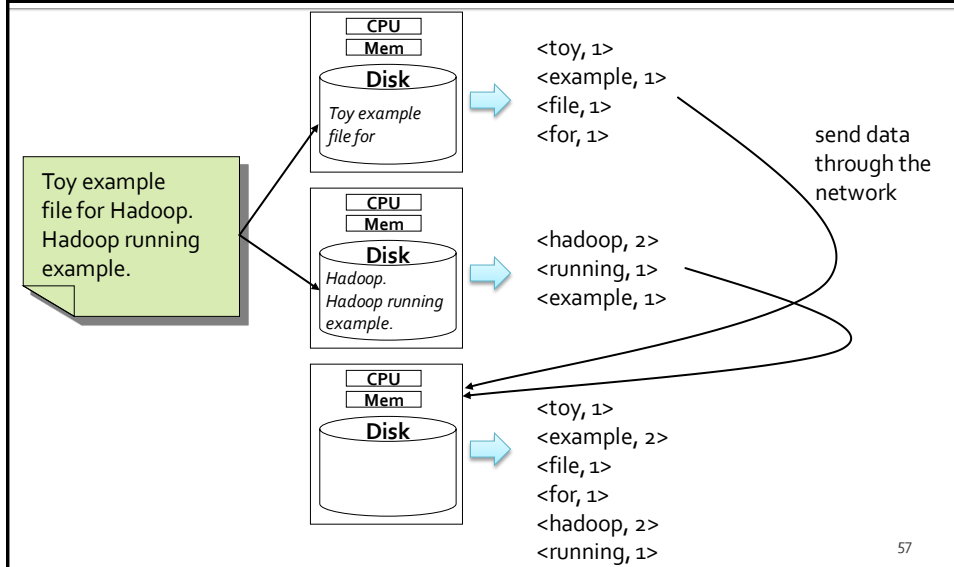 Toy example
file for Hadoop.
Hadoop running
example.
CPU
Mem
Disk
Toy example
file for
<toy, 1>
<example, 1>
<file, 1>
<for, 1>
send data
through the
network
CPU
Mem
Disk
Hadoop.
Hadoop running
example.
<hadoop, 2>
<running, 1>
<example, 1>
CPU
Mem
Disk
<toy, 1>
<example, 2>
<file, 1>
<for, 1>
<hadoop, 2>
<running, 1>
57